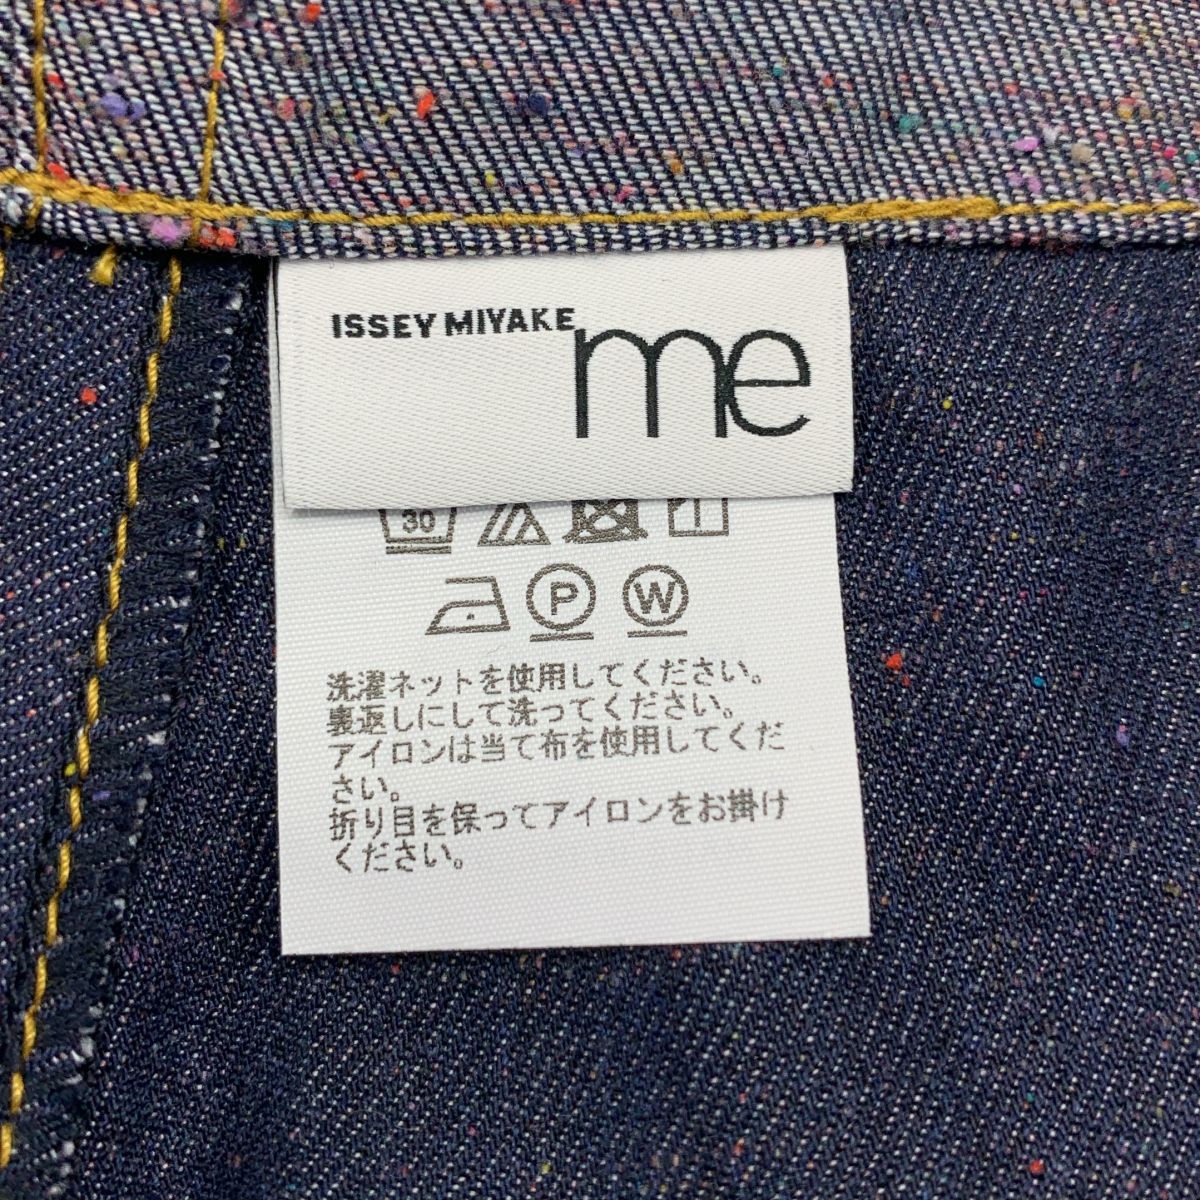 ISSEY MIYAKE
me
30
P W
洗濯ネットを使用してください。
裏返しにして洗ってください。
アイロンは当て布を使用してくだ
さい。
折り目を保ってアイロンをお掛け
ください。